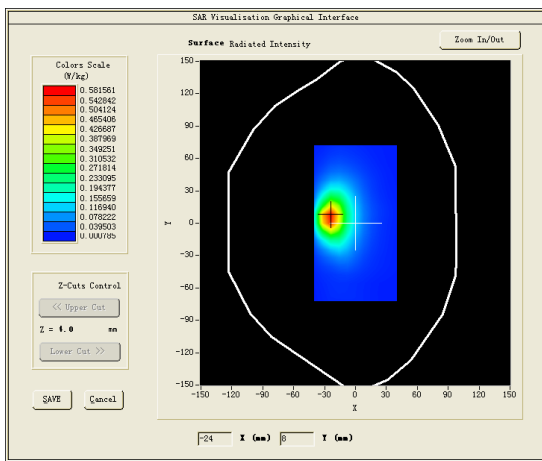 SAR Visualisation Graphical Interface
Surface Radiated Intensity
Zoom In/Out
Colors Scale
(W/kg)
0.581561
0.542842
0.504124
0.465406
0.426687
0.387969
0.349251
0.310532
0.271814
0.233095
0.194377
0.155659
0.116940
0.078222
0.039503
0.000785
Z-Cuts Control
<< Upper Cut
Z = 4.0 mm
Lower Cut >>
SAVE
Cancel
150
120
90
60
30
0
-30
-60
-90
-120
-150
Y
-150 -120 -90 -60 -30 0 30 60 90 120 150
X
-24 X (mm) 8 Y (mm)